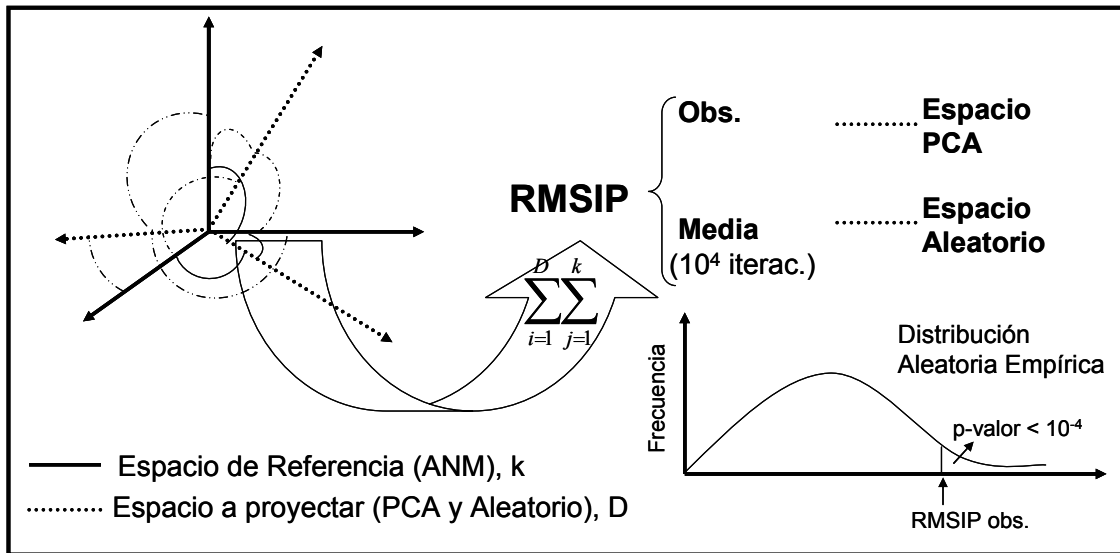 RMSIP
Obs.
Espacio
PCA
Media
(10⁴ iterac.)
Espacio
Aleatorio
D k
∑ ∑
i=1 j=1
Distribución
Aleatoria Empírica
Frecuencia
p-valor < 10⁻⁴
RMSIP obs.
Espacio de Referencia (ANM), k
Espacio a proyectar (PCA y Aleatorio), D